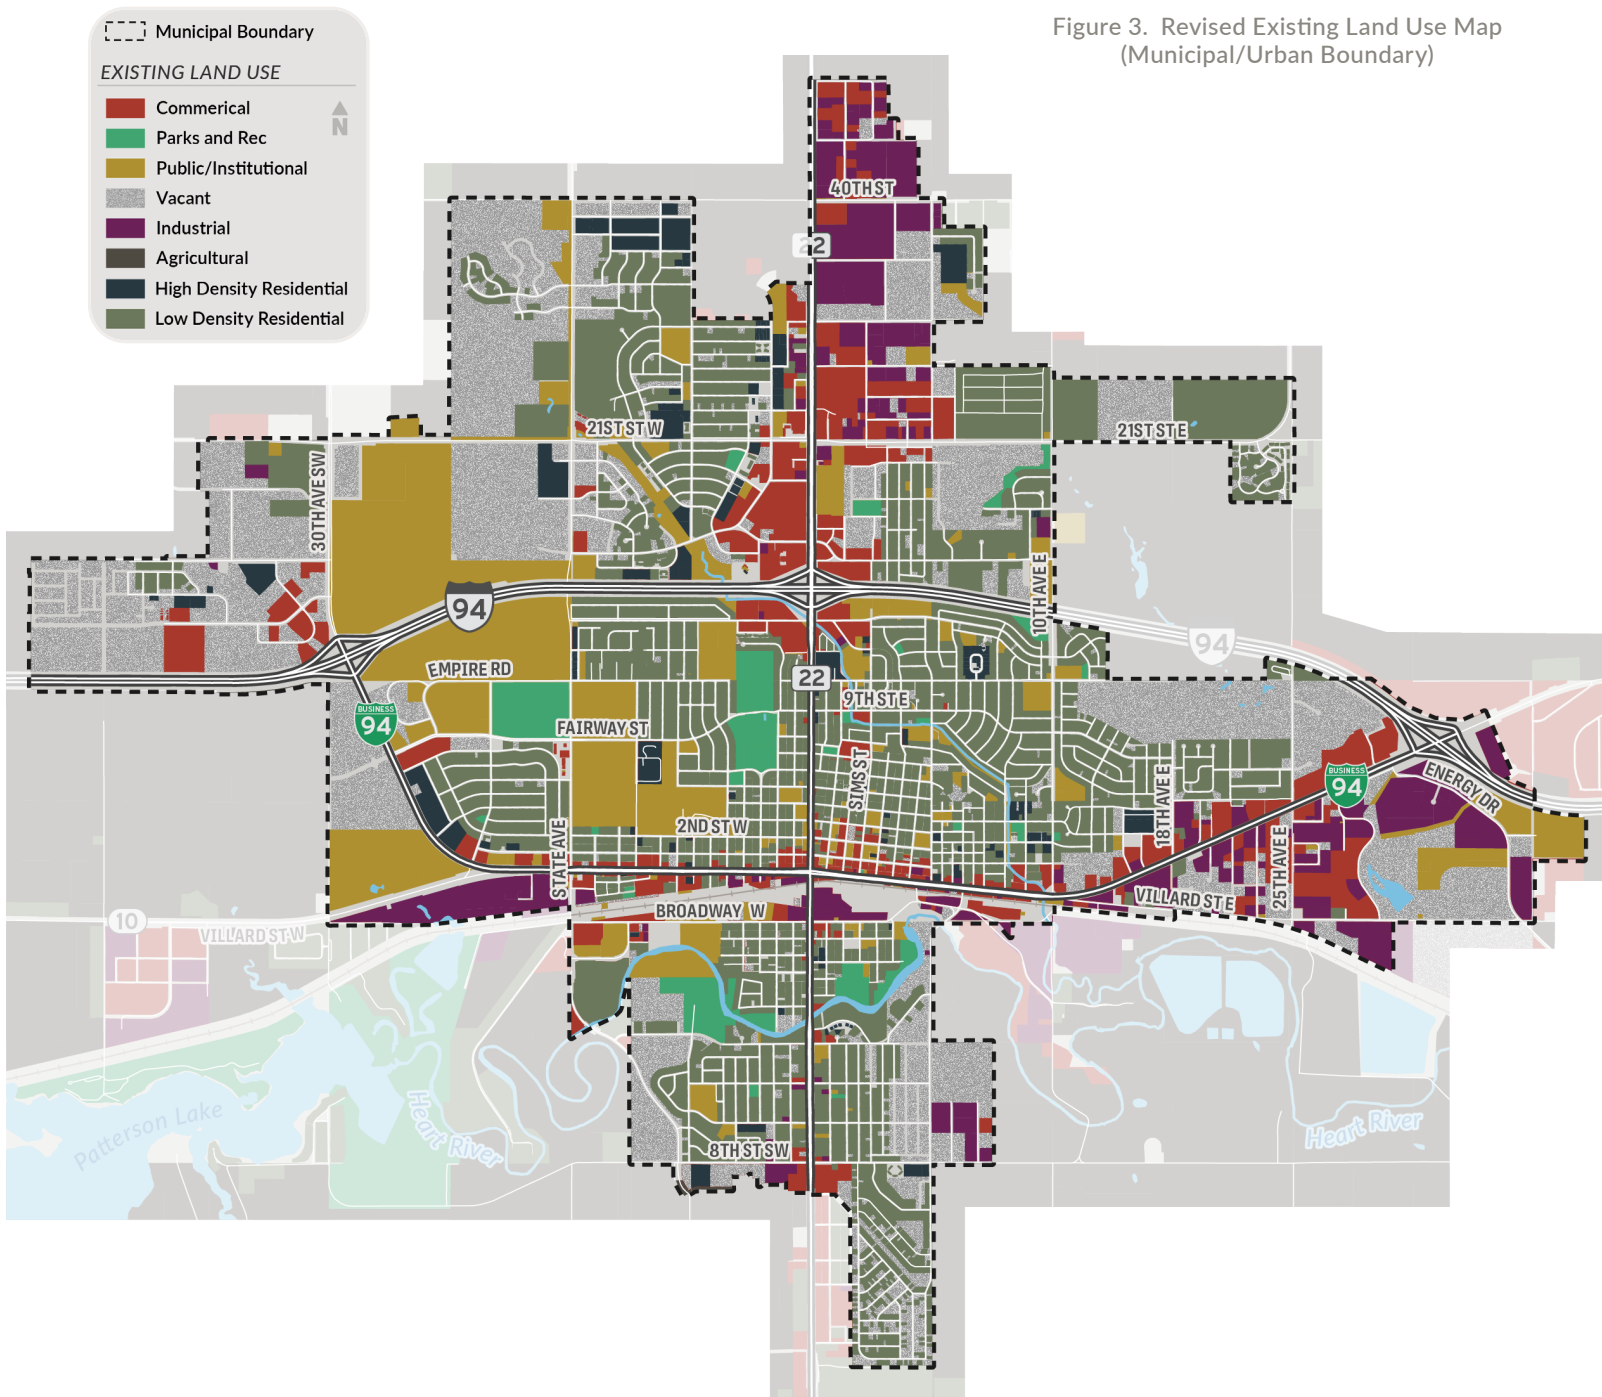 Figure 3.  Revised Existing Land Use Map
(Municipal/Urban Boundary)
Municipal Boundary
EXISTING LAND USE
Commerical
Parks and Rec
Public/Institutional
Vacant
Industrial
Agricultural
High Density Residential
Low Density Residential
N
40TH ST
22
21ST ST W
21ST ST E
30TH AVE SW
10TH AVE E
94
94
EMPIRE RD
22
9TH ST E
BUSINESS
94
FAIRWAY ST
SIMS ST
18TH AVE E
BUSINESS
94
ENERGY DR
2ND ST W
STATE AVE
25TH AVE E
VILLARD ST E
BROADWAY W
10
VILLARD ST W
Patterson Lake
Heart River
Heart River
8TH ST SW